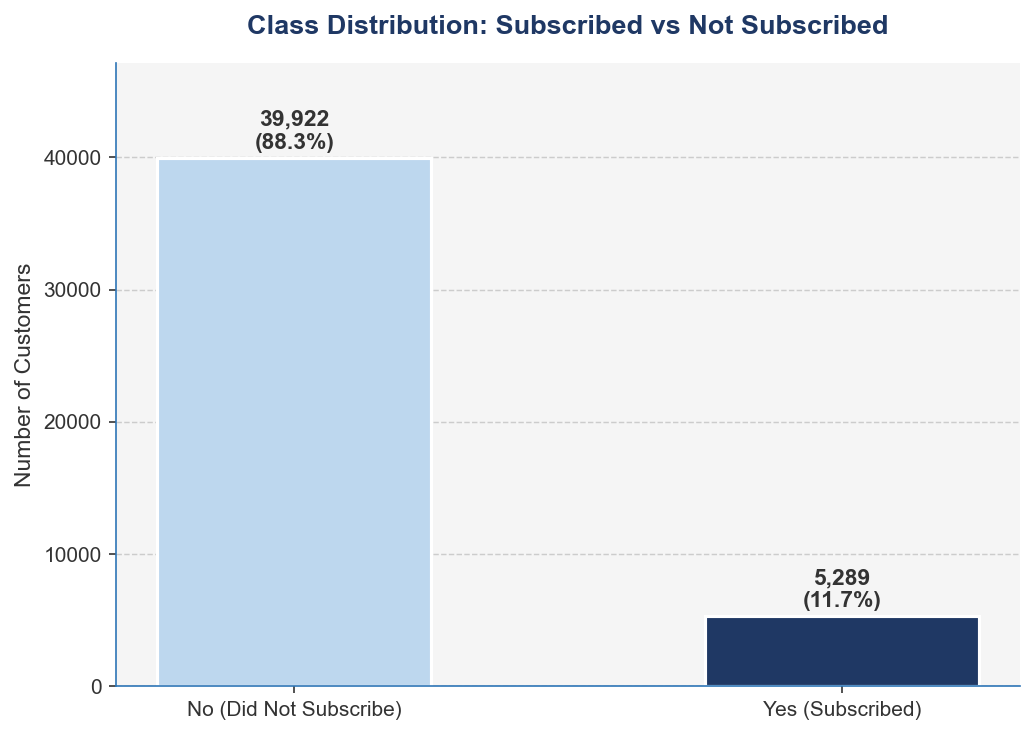 Class Distribution: Subscribed vs Not Subscribed
Number of Customers
40000
30000
20000
10000
0
39,922
(88.3%)
5,289
(11.7%)
No (Did Not Subscribe)
Yes (Subscribed)